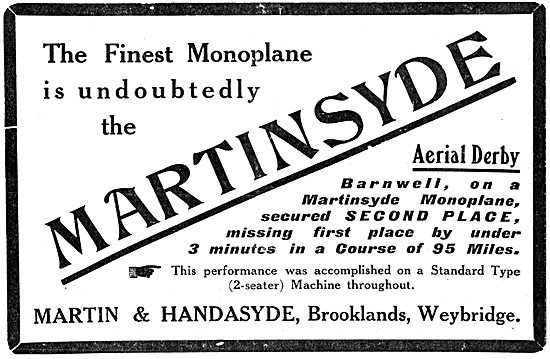 The Finest Monoplane
is undoubtedly
the
MARTINSYDE
Aerial Derby
Barnwell, on a
Martinsyde Monoplane,
secured SECOND PLACE,
missing first place by under
3 minutes in a Course of 95 Miles.
This performance was accomplished on a Standard Type
(2-seater) Machine throughout.
MARTIN & HANDASYDE, Brooklands, Weybridge.